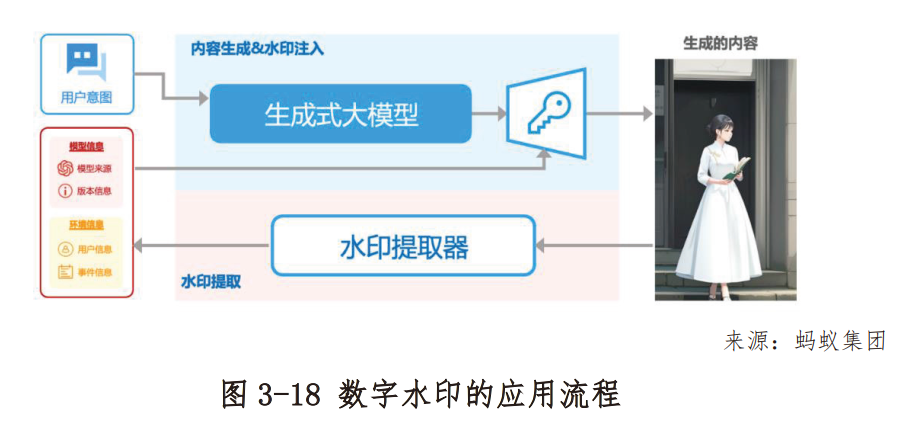 内容生成&水印注入
生成的内容
用户意图
生成式大模型
模型信息
模型来源
版本信息
环境信息
用户信息
事件信息
水印提取器
水印提取
来源：蚂蚁集团
图 3-18 数字水印的应用流程